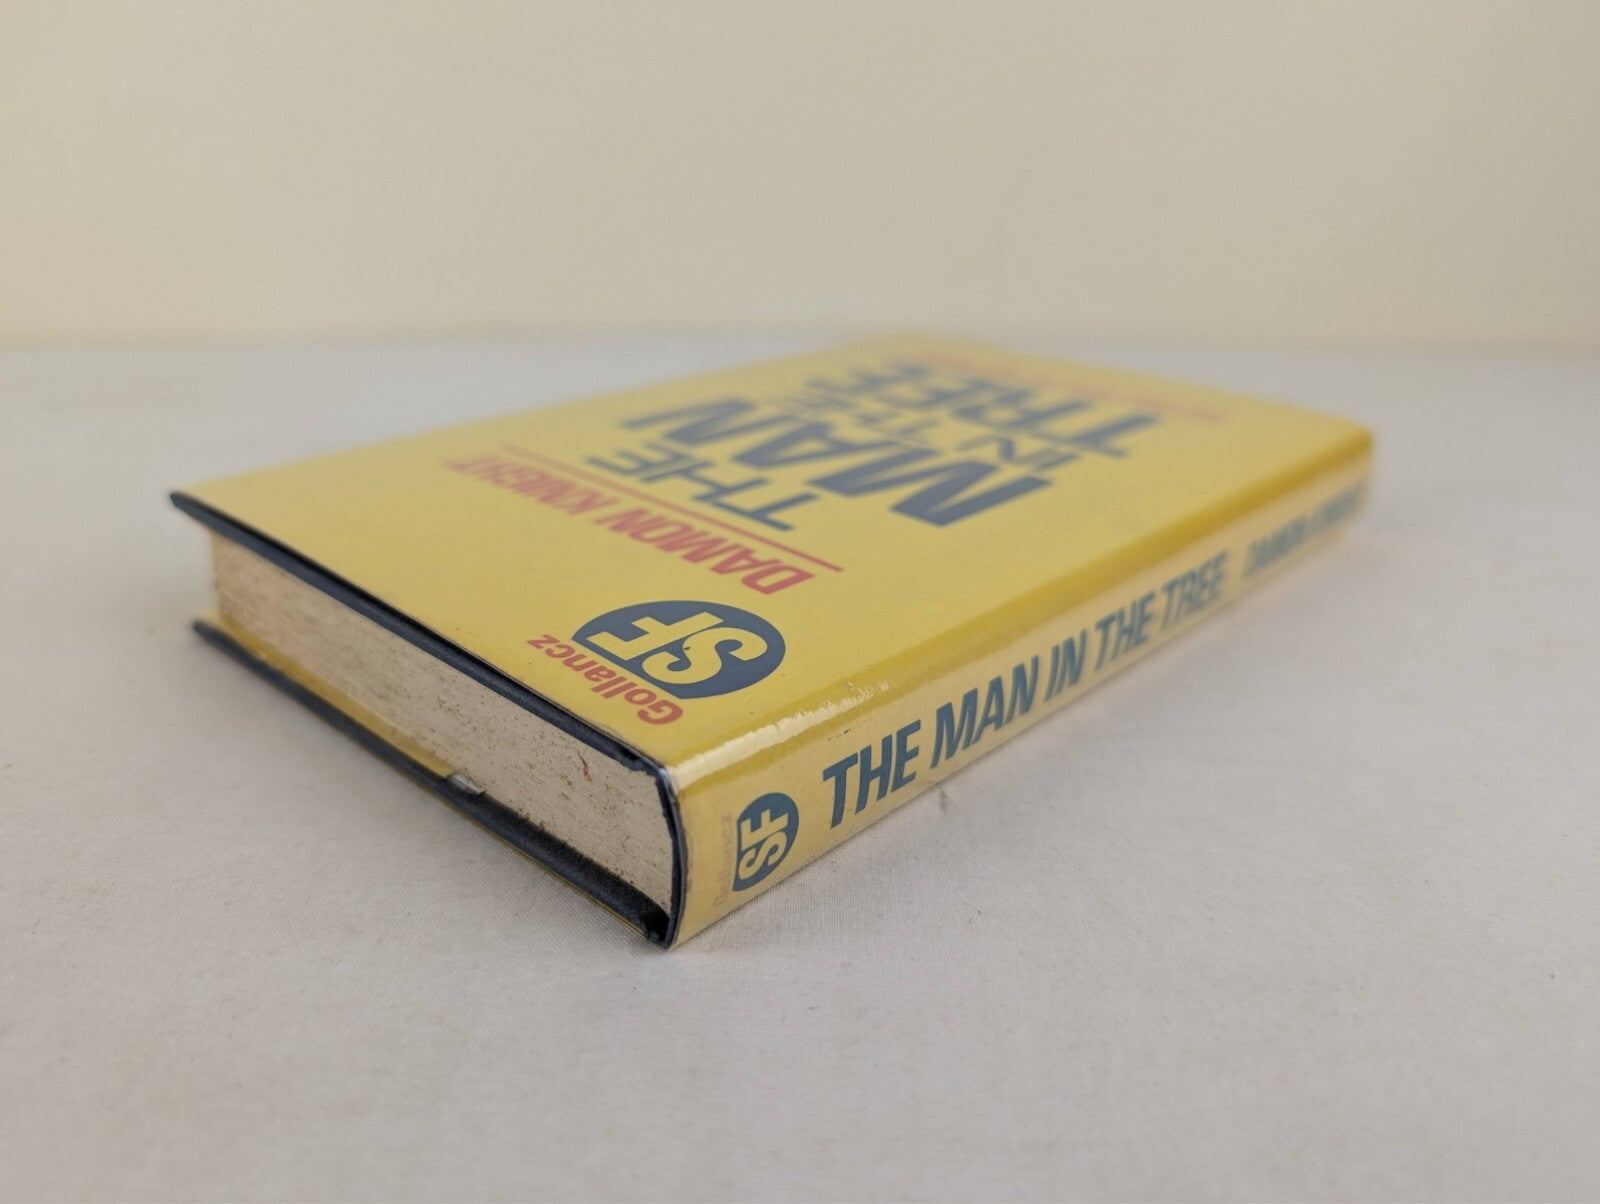 Gollancz
SF
DAMON KNIGHT
THE
MAN
IN THE
TREE
Gollancz
SF
THE MAN IN THE TREE DAMON KNIGHT